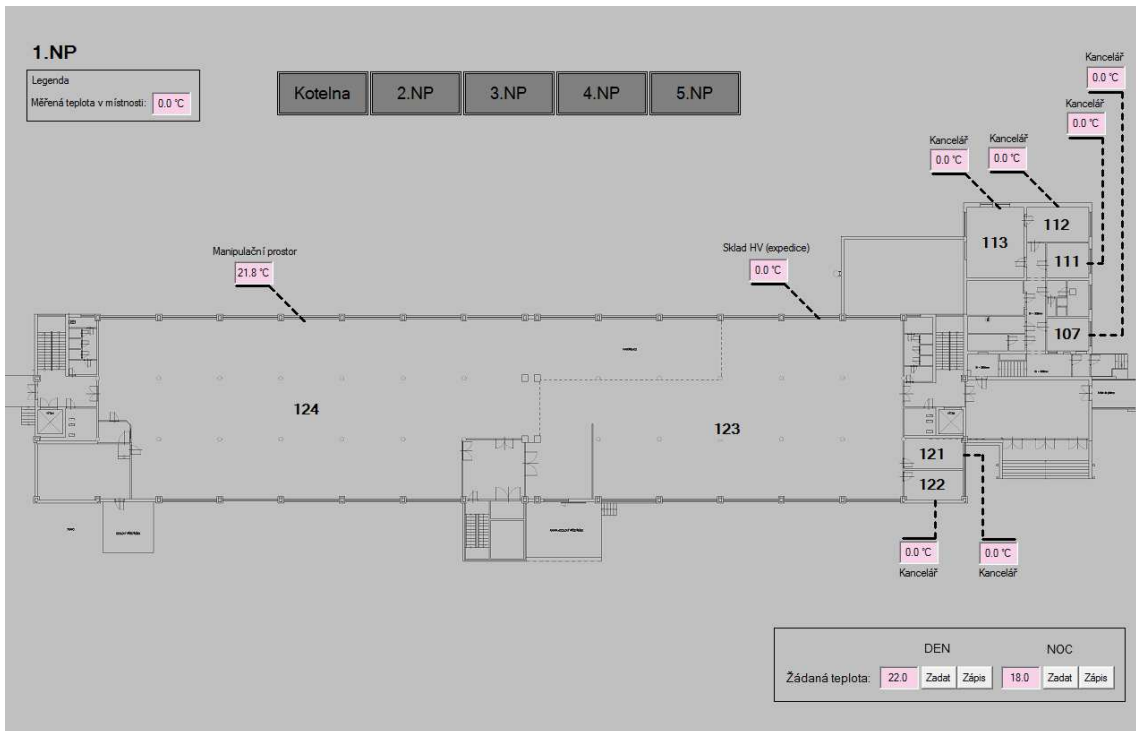 1.NP
Legenda
Měřená teplota v místnosti: 0.0 °C
Kotelna 2.NP 3.NP 4.NP 5.NP
Kancelář
0.0 °C
Kancelář
0.0 °C
Kancelář Kancelář
0.0 °C 0.0 °C
112
113
111
107
Manipulační prostor
21.8 °C
Sklad HV (expedice)
0.0 °C
124
123
121
122
0.0 °C 0.0 °C
Kancelář Kancelář
DEN NOC
Žádaná teplota: 22.0 Zadat Zápis 18.0 Zadat Zápis